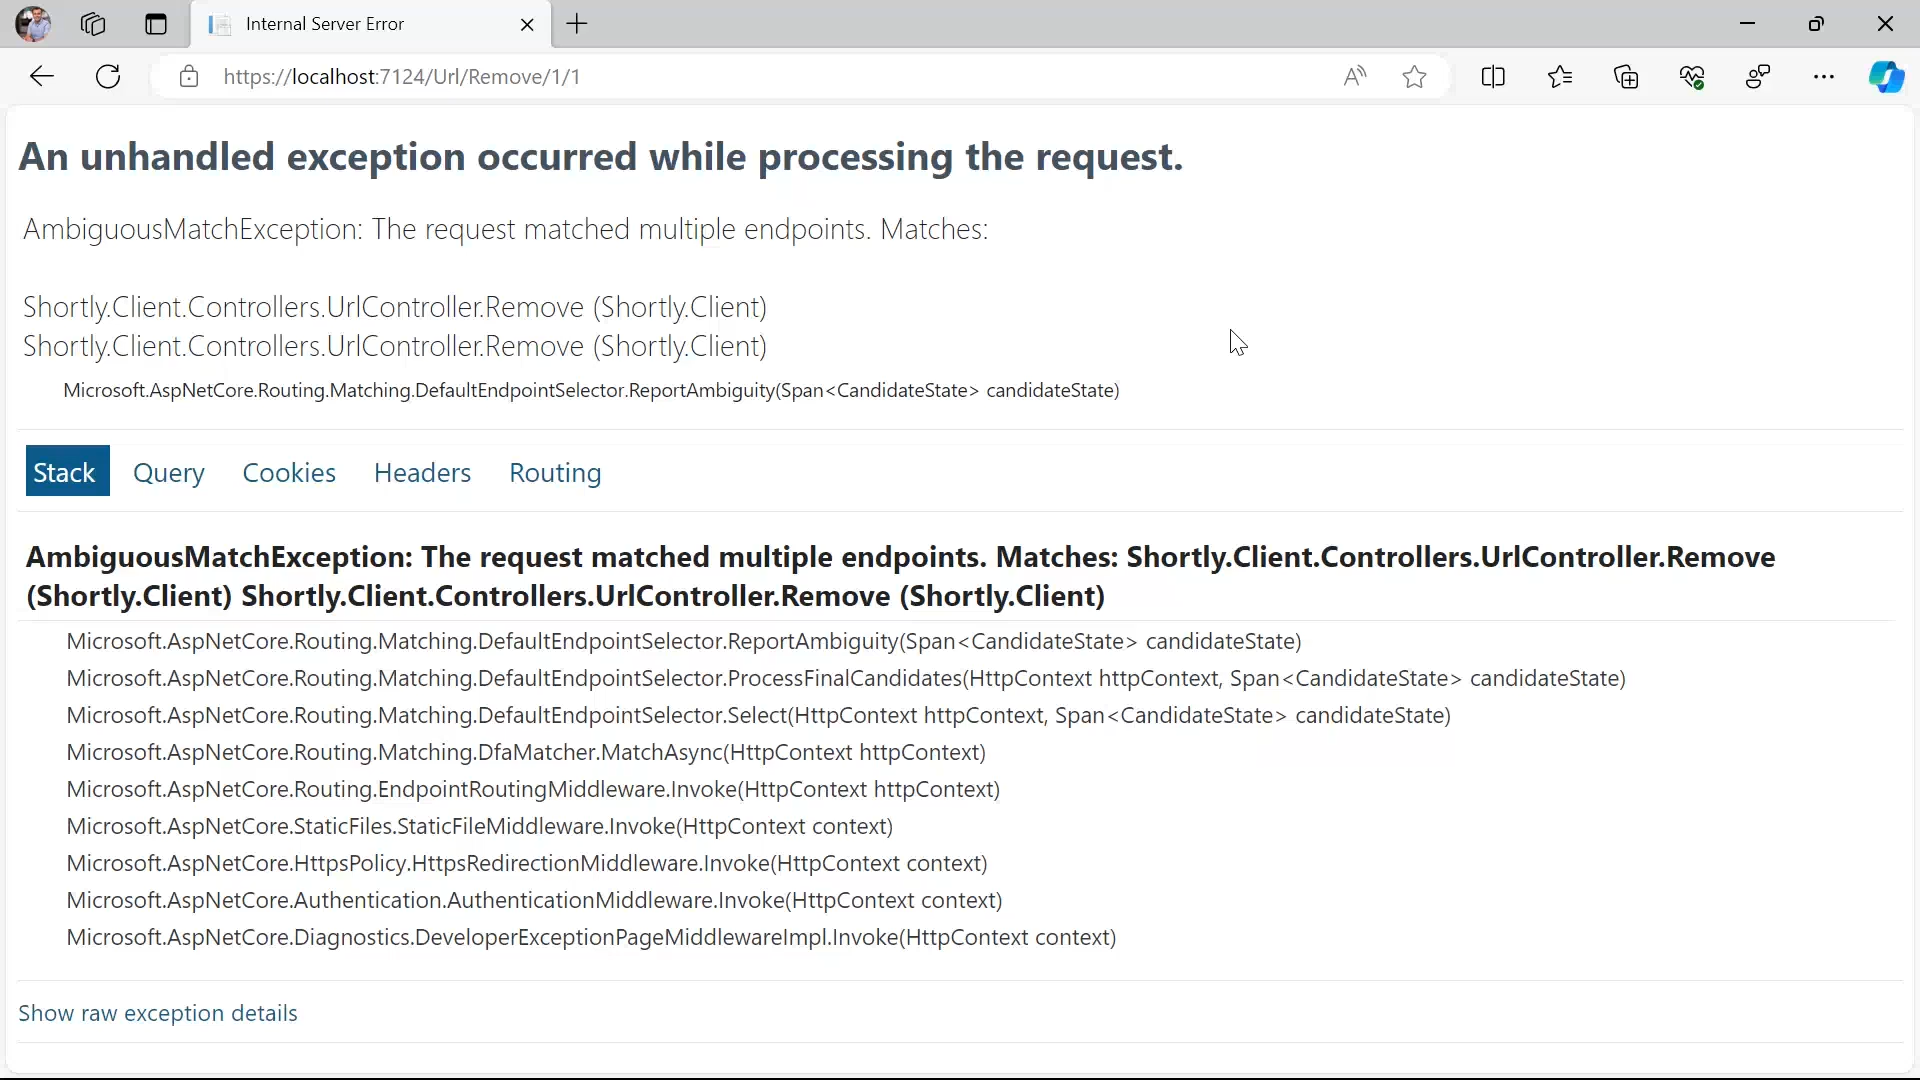 Internal Server Error
https://localhost:7124/Url/Remove/1/1
An unhandled exception occurred while processing the request.
AmbiguousMatchException: The request matched multiple endpoints. Matches:
Shortly.Client.Controllers.UrlController.Remove (Shortly.Client)
Shortly.Client.Controllers.UrlController.Remove (Shortly.Client)
Microsoft.AspNetCore.Routing.Matching.DefaultEndpointSelector.ReportAmbiguity(Span<CandidateState> candidateState)
Stack Query Cookies Headers Routing
AmbiguousMatchException: The request matched multiple endpoints. Matches: Shortly.Client.Controllers.UrlController.Remove
(Shortly.Client) Shortly.Client.Controllers.UrlController.Remove (Shortly.Client)
Microsoft.AspNetCore.Routing.Matching.DefaultEndpointSelector.ReportAmbiguity(Span<CandidateState> candidateState)
Microsoft.AspNetCore.Routing.Matching.DefaultEndpointSelector.ProcessFinalCandidates(HttpContext httpContext, Span<CandidateState> candidateState)
Microsoft.AspNetCore.Routing.Matching.DefaultEndpointSelector.Select(HttpContext httpContext, Span<CandidateState> candidateState)
Microsoft.AspNetCore.Routing.Matching.DfaMatcher.MatchAsync(HttpContext httpContext)
Microsoft.AspNetCore.Routing.EndpointRoutingMiddleware.Invoke(HttpContext httpContext)
Microsoft.AspNetCore.StaticFiles.StaticFileMiddleware.Invoke(HttpContext context)
Microsoft.AspNetCore.HttpsPolicy.HttpsRedirectionMiddleware.Invoke(HttpContext context)
Microsoft.AspNetCore.Authentication.AuthenticationMiddleware.Invoke(HttpContext context)
Microsoft.AspNetCore.Diagnostics.DeveloperExceptionPageMiddlewareImpl.Invoke(HttpContext context)
Show raw exception details